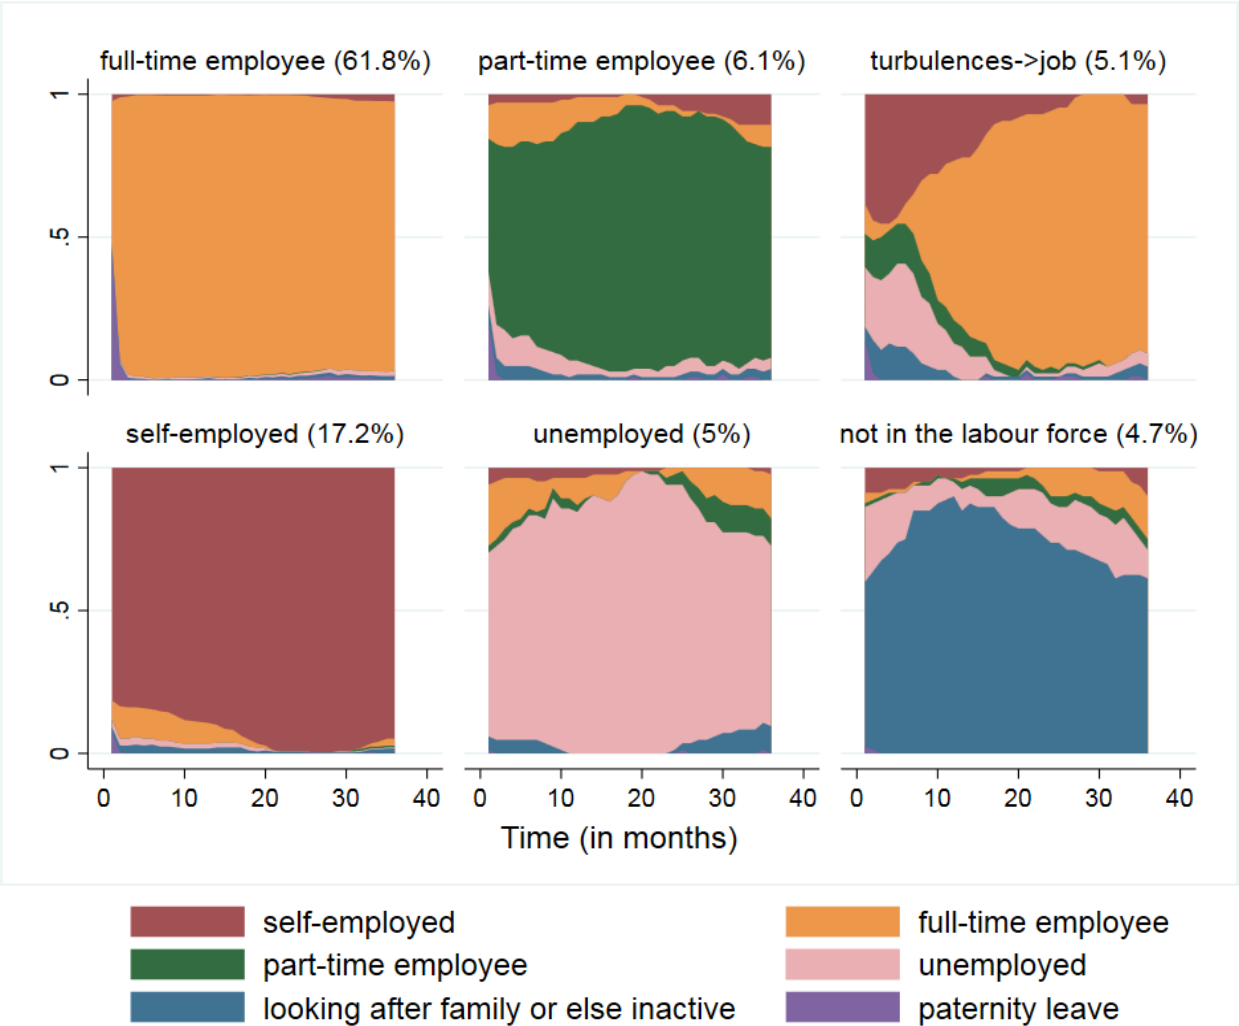 full-time employee (61.8%) part-time employee (6.1%) turbulences->job (5.1%)
1
.5
0
self-employed (17.2%) unemployed (5%) not in the labour force (4.7%)
1
.5
0
0 10 20 30 40 0 10 20 30 40 0 10 20 30 40
Time (in months)
self-employed full-time employee
part-time employee unemployed
looking after family or else inactive paternity leave